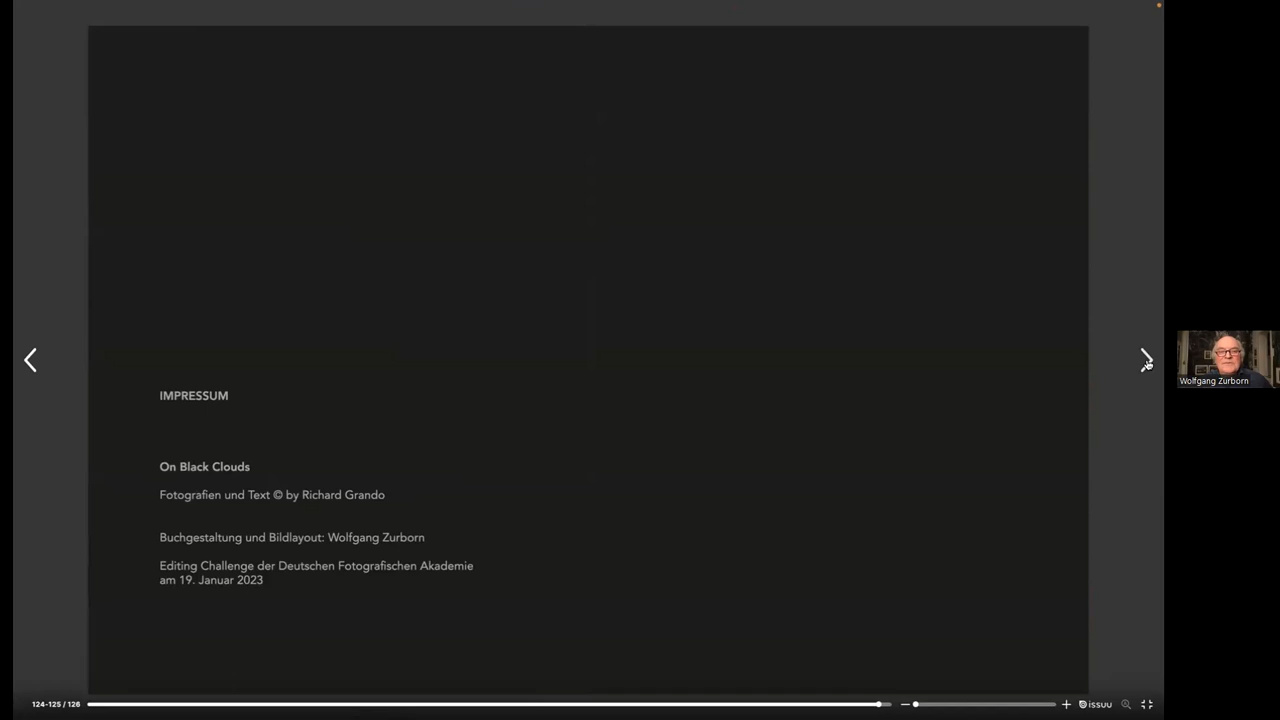 IMPRESSUM
On Black Clouds
Fotografien und Text © by Richard Grando
Buchgestaltung und Bildlayout: Wolfgang Zurborn
Editing Challenge der Deutschen Fotografischen Akademie
am 19. Januar 2023
Wolfgang Zurborn
124-125 / 126
issuu